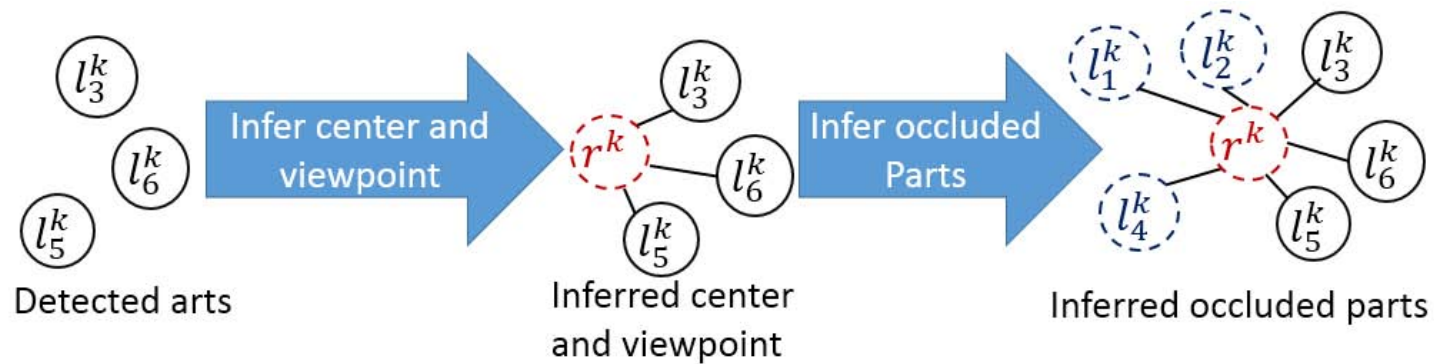 l_3^k
l_6^k
l_5^k
Detected arts
Infer center and
viewpoint
r^k
l_3^k
l_6^k
l_5^k
Inferred center
and viewpoint
Infer occluded
Parts
l_1^k
l_2^k
l_3^k
r^k
l_6^k
l_4^k
l_5^k
Inferred occluded parts